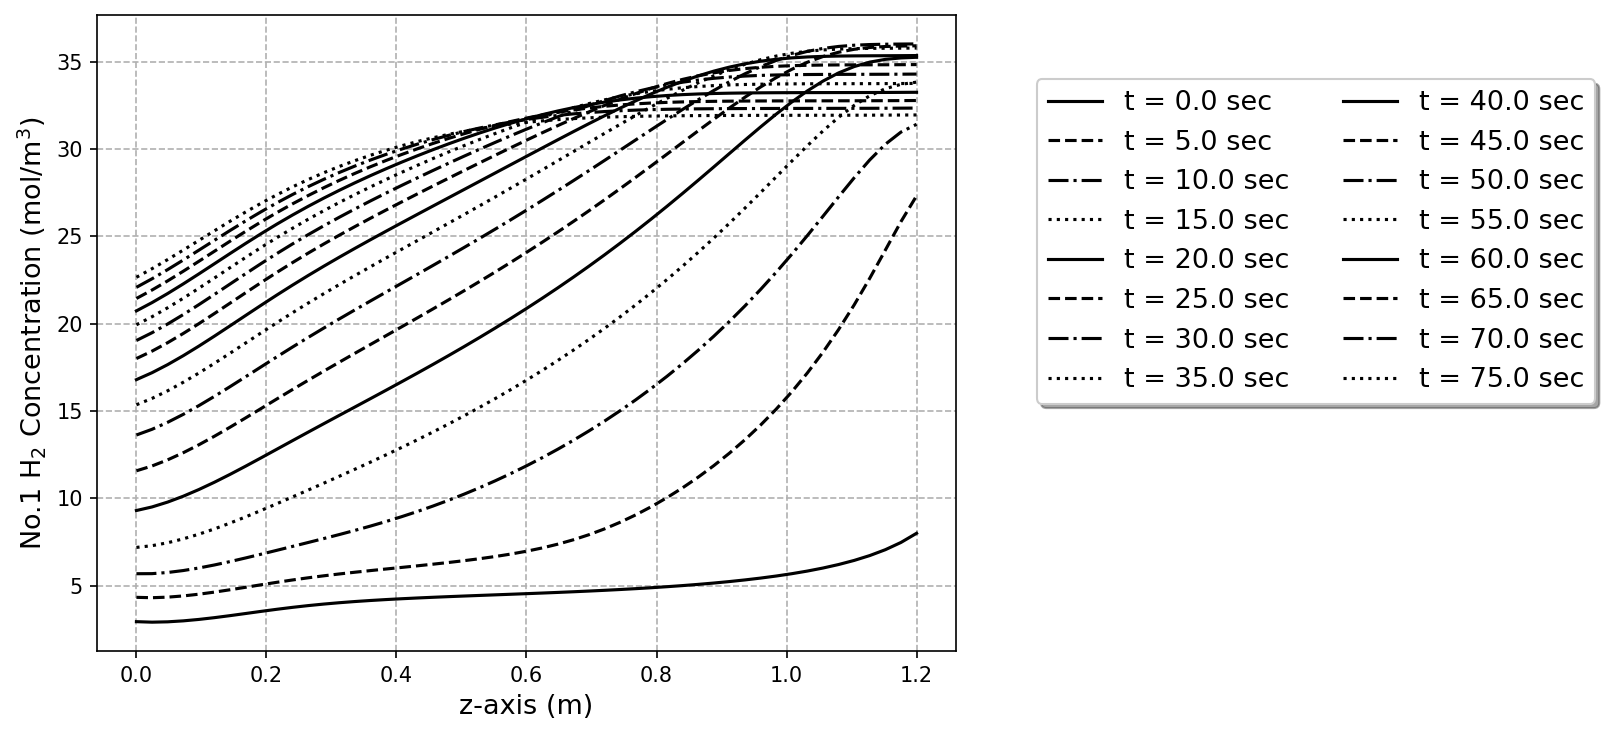 No.1 H₂ Concentration (mol/m³)
35
30
25
20
15
10
5
0.0 0.2 0.4 0.6 0.8 1.0 1.2
z-axis (m)
t = 0.0 sec
t = 5.0 sec
t = 10.0 sec
t = 15.0 sec
t = 20.0 sec
t = 25.0 sec
t = 30.0 sec
t = 35.0 sec
t = 40.0 sec
t = 45.0 sec
t = 50.0 sec
t = 55.0 sec
t = 60.0 sec
t = 65.0 sec
t = 70.0 sec
t = 75.0 sec